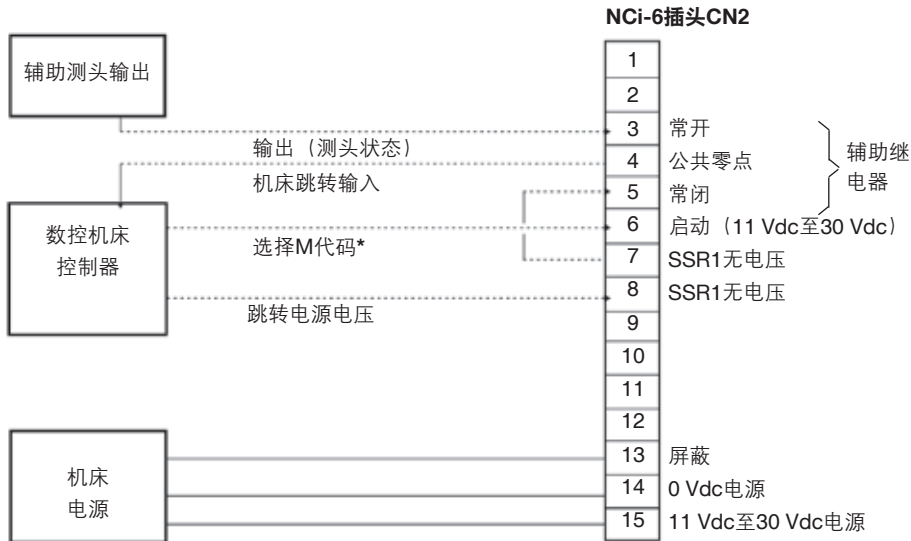 NCi-6插头CN2
辅助测头输出
1
2
3 常开
输出（测头状态）
4 公共零点
辅助继
电器
机床跳转输入
5 常闭
数控机床
控制器
6 启动（11 Vdc至30 Vdc）
选择M代码*
7 SSR1无电压
8 SSR1无电压
跳转电源电压
9
10
11
12
机床
电源
13 屏蔽
14 0 Vdc电源
15 11 Vdc至30 Vdc电源